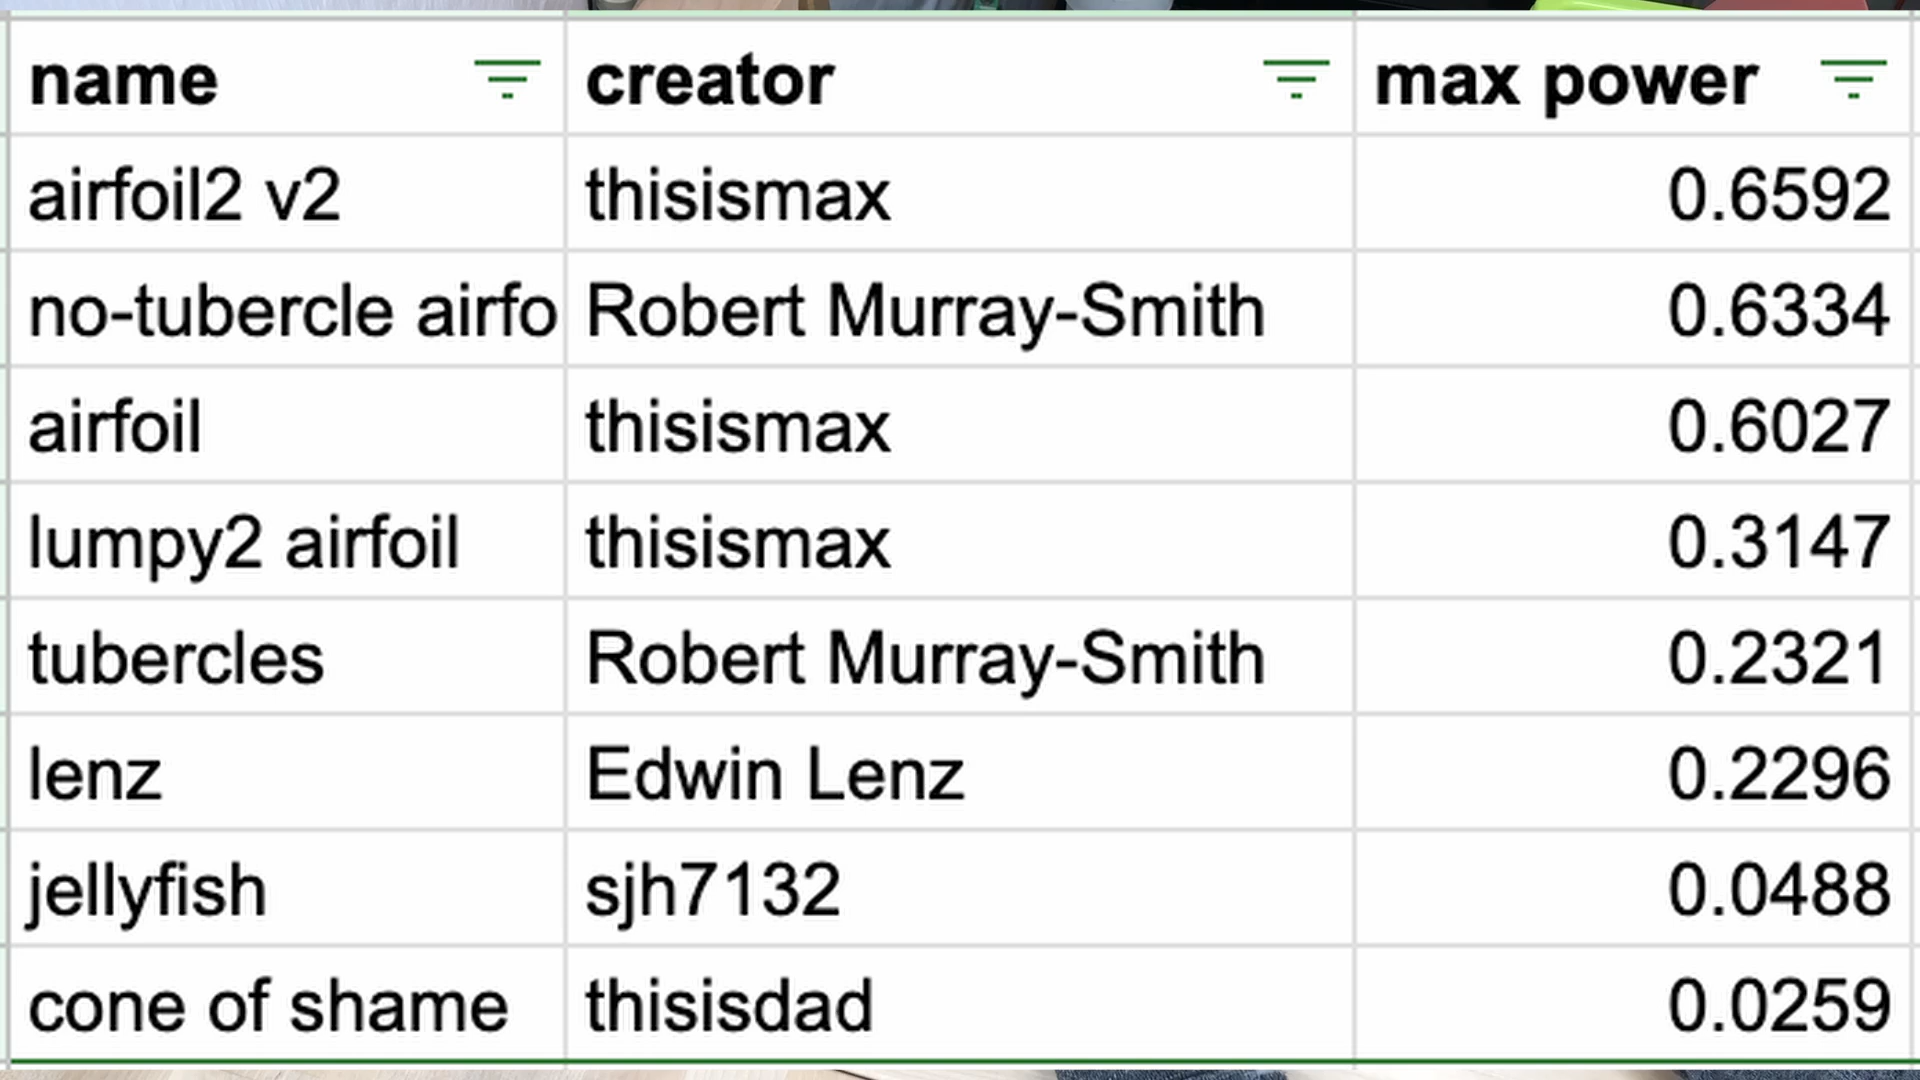 name creator max power
airfoil2 v2 thisismax 0.6592
no-tubercle airfo Robert Murray-Smith 0.6334
airfoil thisismax 0.6027
lumpy2 airfoil thisismax 0.3147
tubercles Robert Murray-Smith 0.2321
lenz Edwin Lenz 0.2296
jellyfish sjh7132 0.0488
cone of shame thisisdad 0.0259